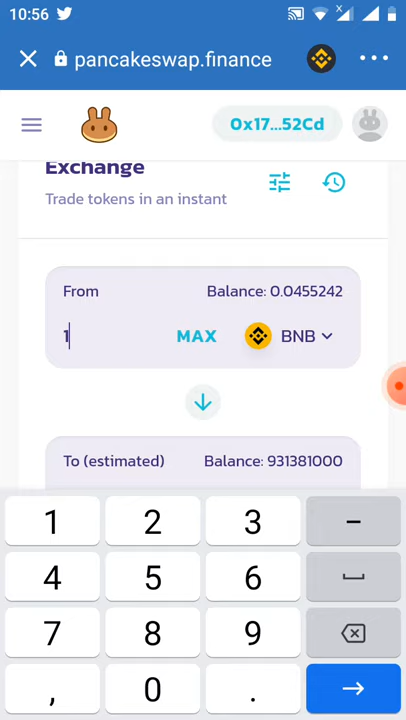 10:56
pancakeswap.finance
0x17...52Cd
Exchange
Trade tokens in an instant
From
Balance: 0.0455242
1
MAX
BNB
To (estimated)
Balance: 931381000
1 2 3 −
4 5 6
7 8 9
, 0 .